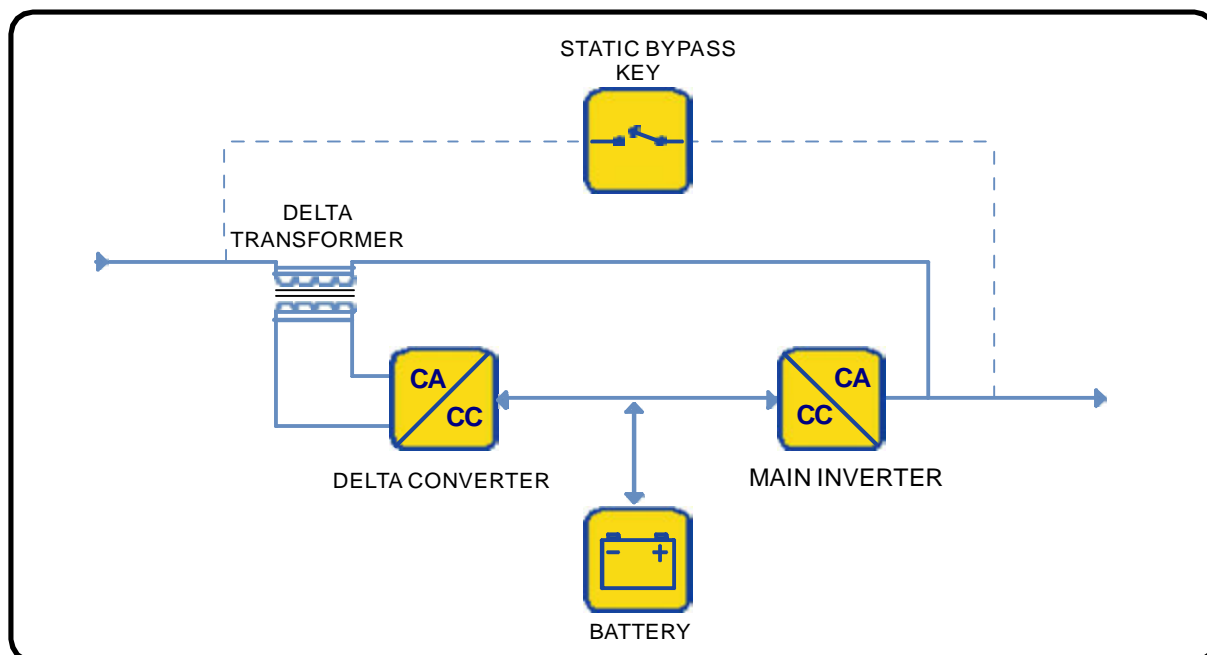 STATIC BYPASS
KEY
DELTA
TRANSFORMER
CA
CC
CA
CC
DELTA CONVERTER
MAIN INVERTER
- +
BATTERY